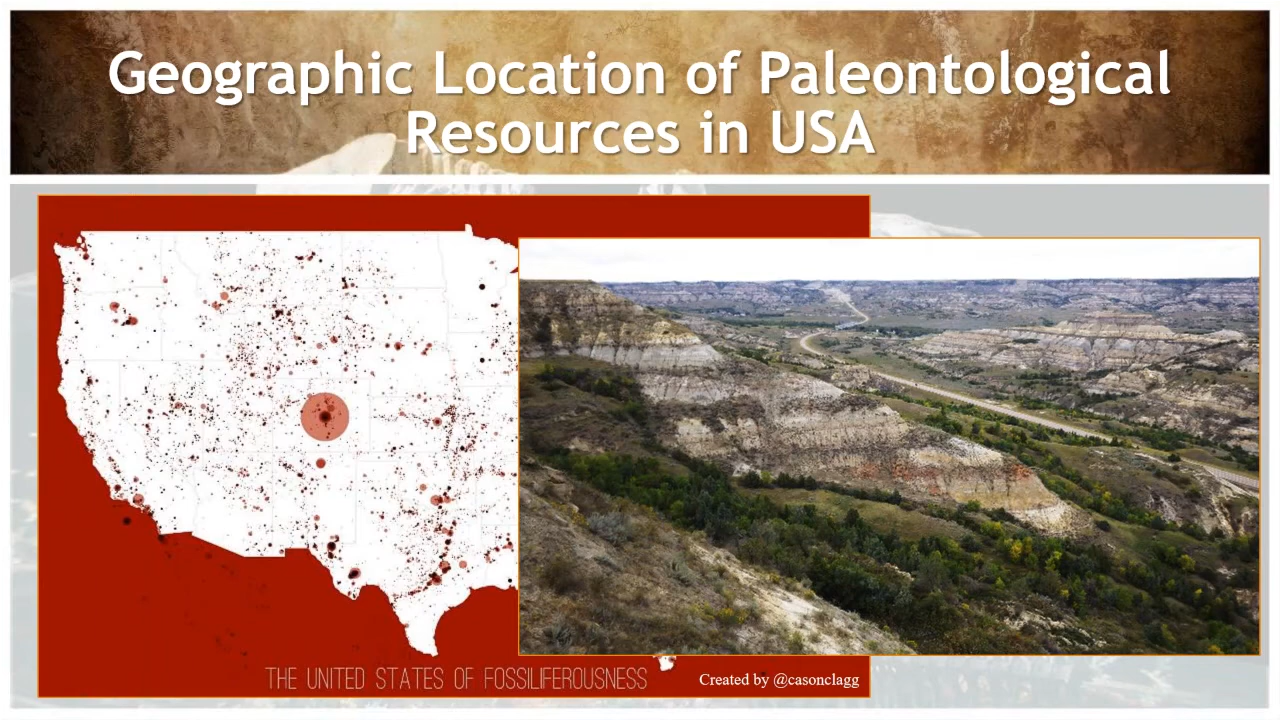 Geographic Location of Paleontological
Resources in USA
THE UNITED STATES OF FOSSILIFEROUSNESS
Created by @casonclagg